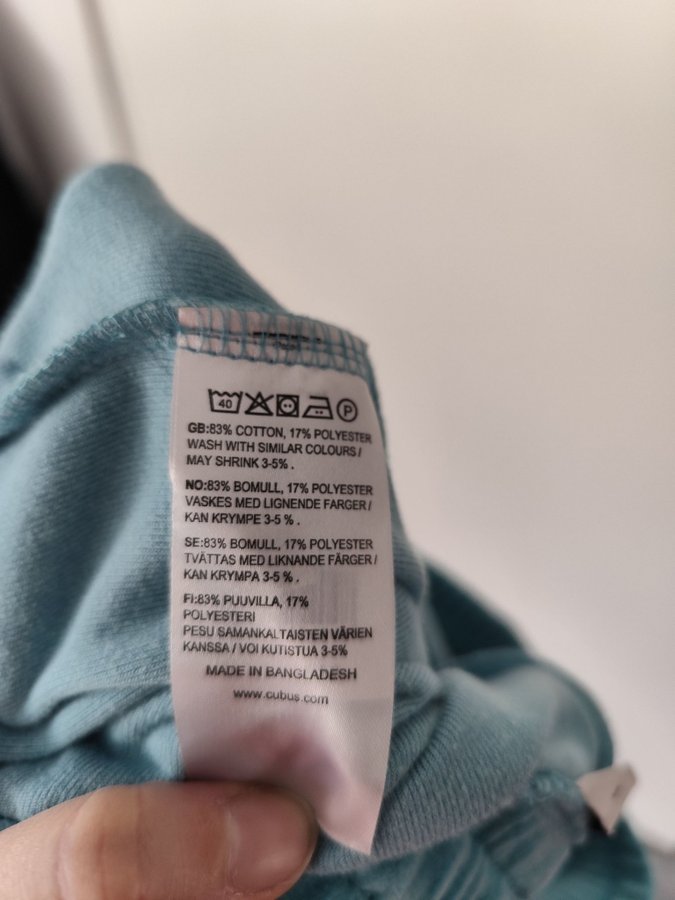 40 P
GB:83% COTTON, 17% POLYESTER
WASH WITH SIMILAR COLOURS /
MAY SHRINK 3-5% .
NO:83% BOMULL, 17% POLYESTER
VASKES MED LIGNENDE FARGER /
KAN KRYMPE 3-5 % .
SE:83% BOMULL, 17% POLYESTER
TVÄTTAS MED LIKNANDE FÄRGER /
KAN KRYMPA 3-5 % .
FI:83% PUUVILLA, 17%
POLYESTERI
PESU SAMANKALTAISTEN VÄRIEN
KANSSA / VOI KUTISTUA 3-5%
MADE IN BANGLADESH
www.cubus.com